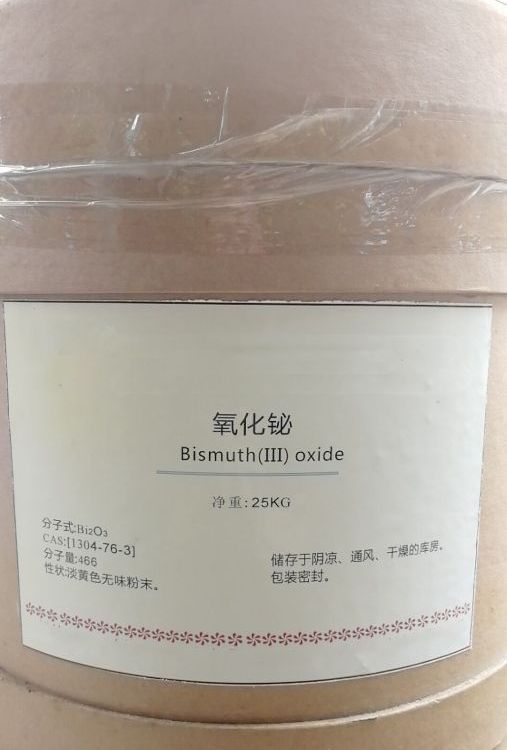 氧化铋
Bismuth(III) oxide
净重:25KG
分子式:Bi₂O₃
CAS:[1304-76-3]
分子量:466
性状:淡黄色无味粉末。
储存于阴凉、通风、干燥的库房。
包装密封。